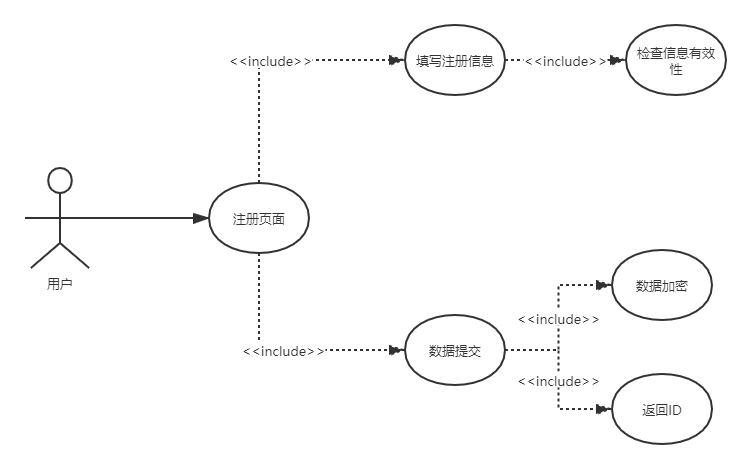 <<include>>
填写注册信息
<<include>>
检查信息有效
性
注册页面
用户
<<include>>
数据提交
<<include>>
数据加密
<<include>>
返回ID